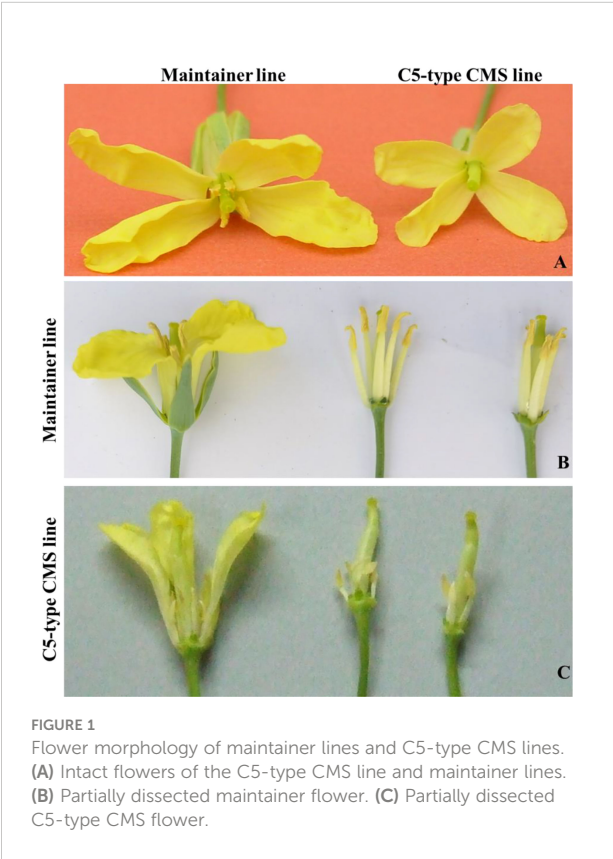 Maintainer line
C5-type CMS line
A
Maintainer line
B
C5-type CMS line
C
FIGURE 1
Flower morphology of maintainer lines and C5-type CMS lines.
(A) Intact flowers of the C5-type CMS line and maintainer lines.
(B) Partially dissected maintainer flower. (C) Partially dissected
C5-type CMS flower.